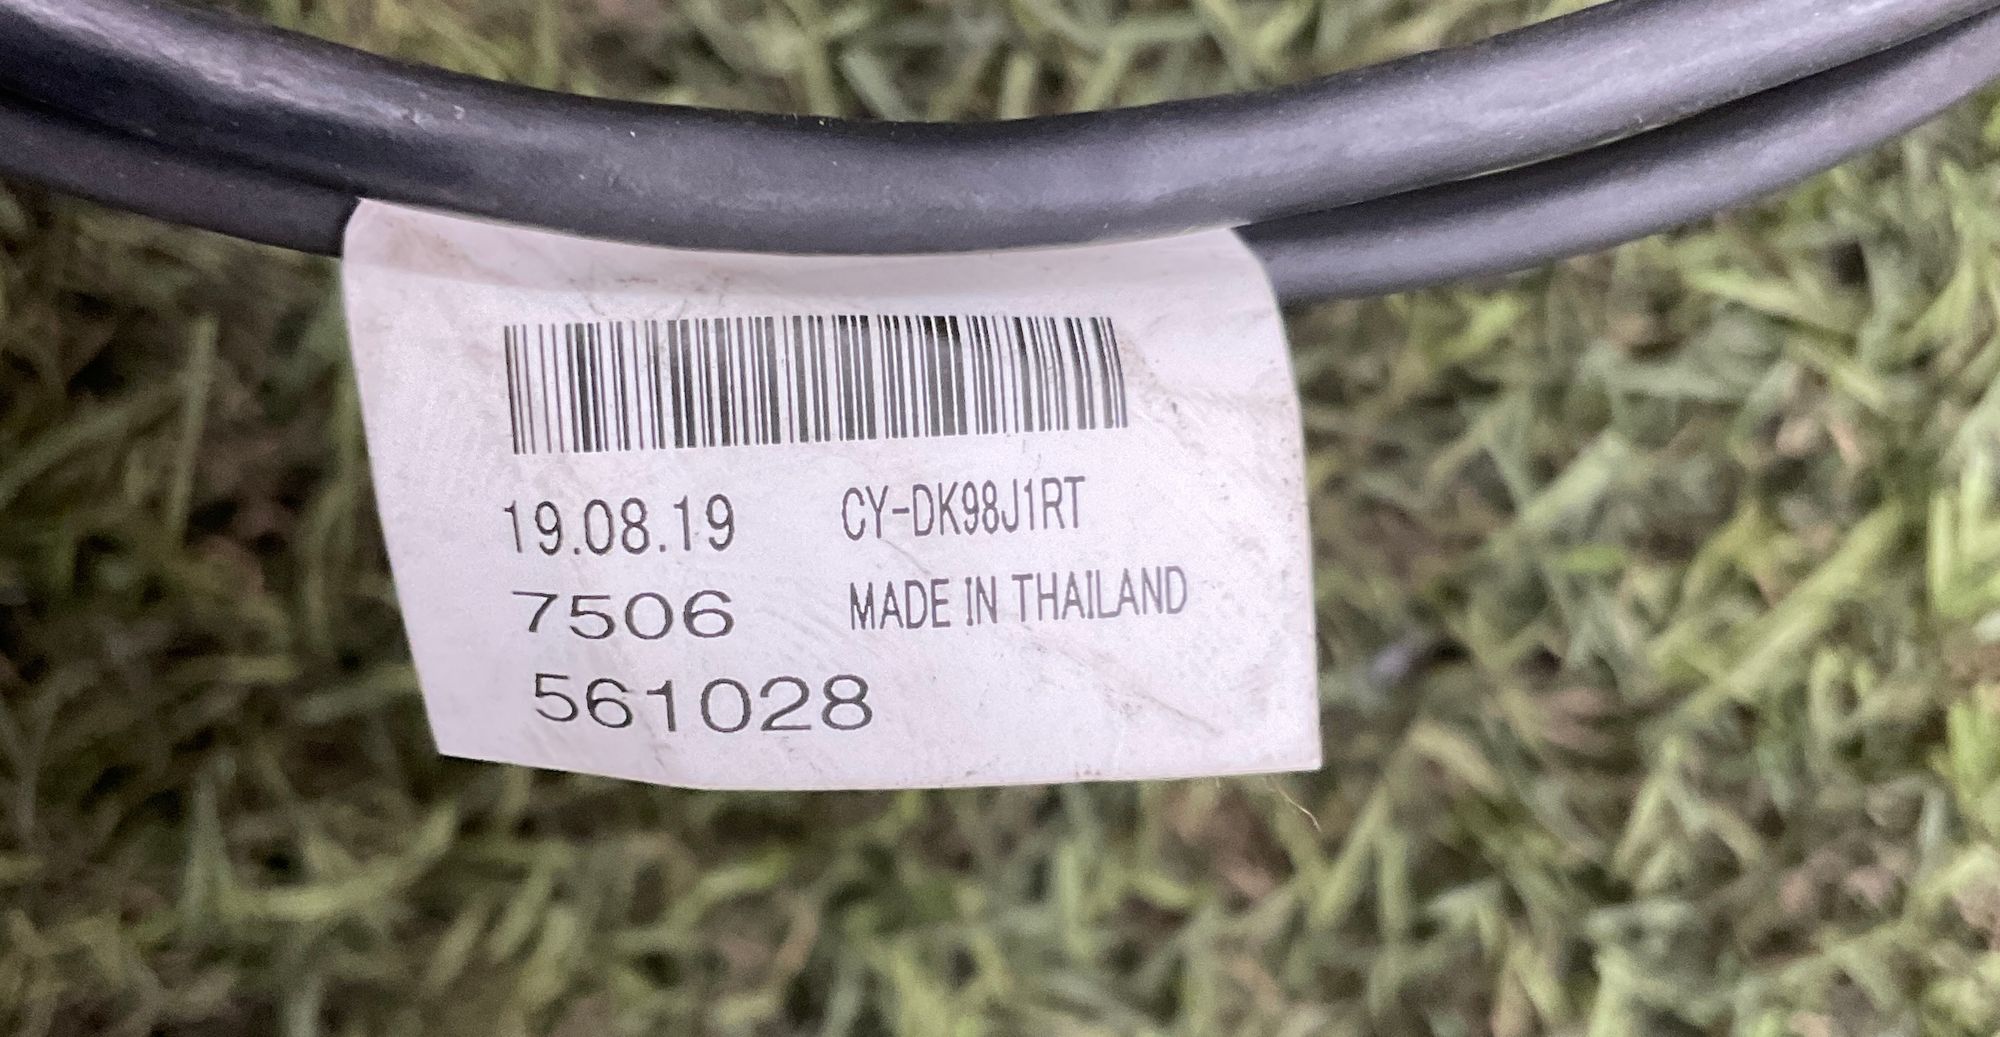 19.08.19 CY-DK98J1RT
7506 MADE IN THAILAND
561028